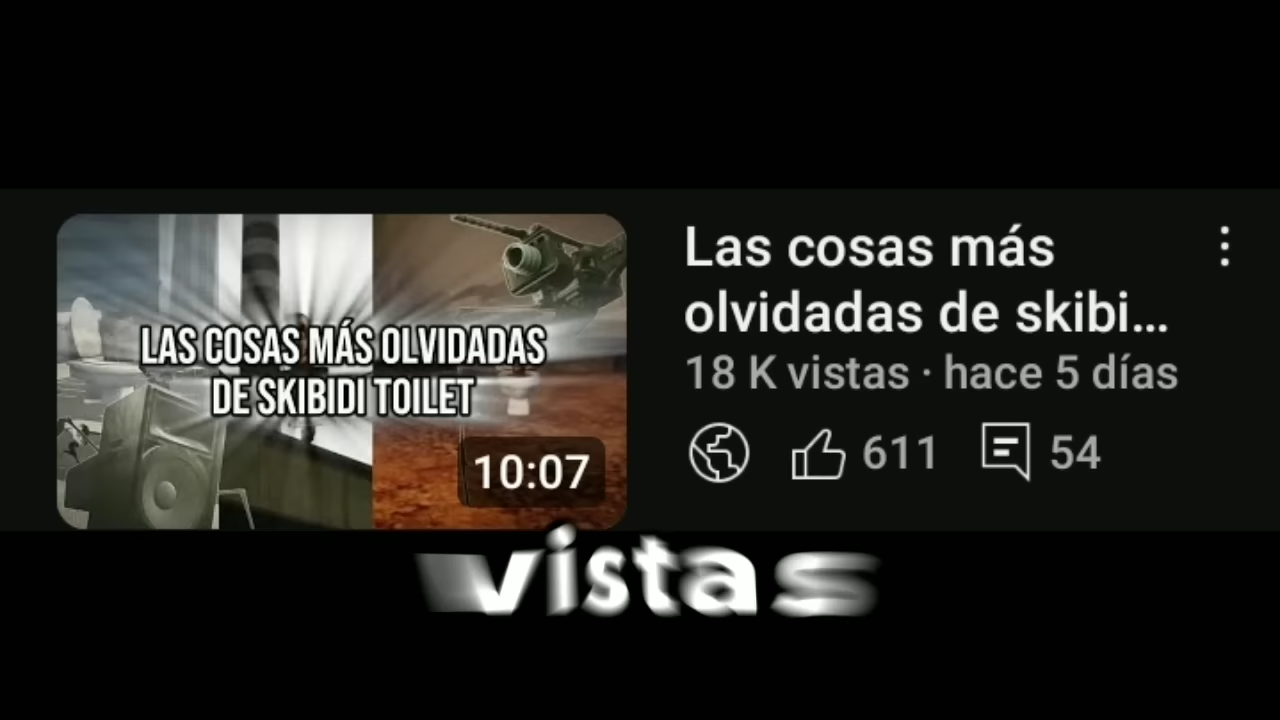 LAS COSAS MÁS OLVIDADAS
DE SKIBIDI TOILET
10:07
Las cosas más
olvidadas de skibi...
18 K vistas · hace 5 días
611 54
vistas